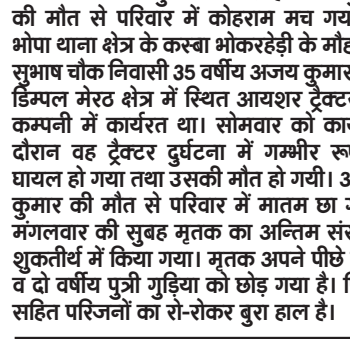 की मौत से परिवार में कोहराम मच
भोपा थाना क्षेत्र के कस्बा भोकरहेड़ी के
सुभाष चौक निवासी 35 वर्षीय अजय कुमार
डिम्पल मेरठ क्षेत्र में स्थित आयशर ट्रैक्टर
कम्पनी में कार्यरत था। सोमवार को
दौरान वह ट्रैक्टर दुर्घटना में गम्भीर
घायल हो गया तथा उसकी मौत हो गयी।
कुमार की मौत से परिवार में मातम छा
मंगलवार की सुबह मृतक का अन्तिम
शुकतीर्थ में किया गया। मृतक अपने पीछे
व दो वर्षीय पुत्री गुड़िया को छोड़ गया है।
सहित परिजनों का रो-रोकर बुरा हाल है।